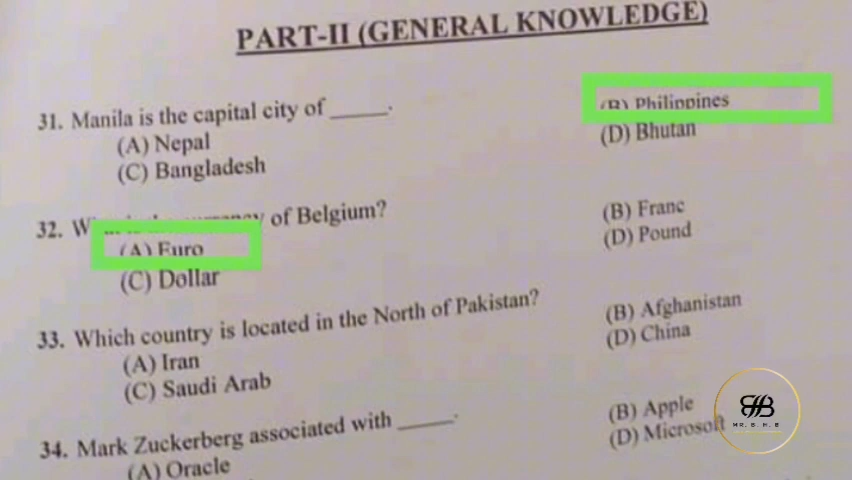 PART-II (GENERAL KNOWLEDGE)
31. Manila is the capital city of _____.
(A) Nepal
(B) Philippines
(C) Bangladesh
(D) Bhutan
32. of Belgium?
(A) Euro
(B) Franc
(C) Dollar
(D) Pound
33. Which country is located in the North of Pakistan?
(A) Iran
(B) Afghanistan
(C) Saudi Arab
(D) China
34. Mark Zuckerberg associated with _____.
(A) Oracle
(B) Apple
(D) Microsoft
MR. B. H. B